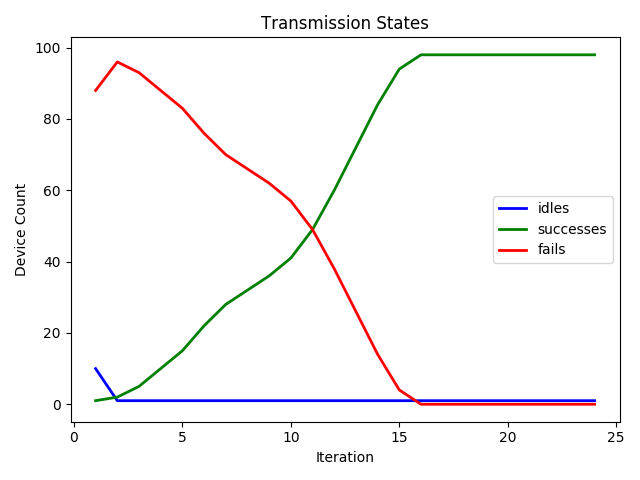 Transmission States
Device Count
100
80
60
40
20
0
idles
successes
fails
0 5 10 15 20 25
Iteration